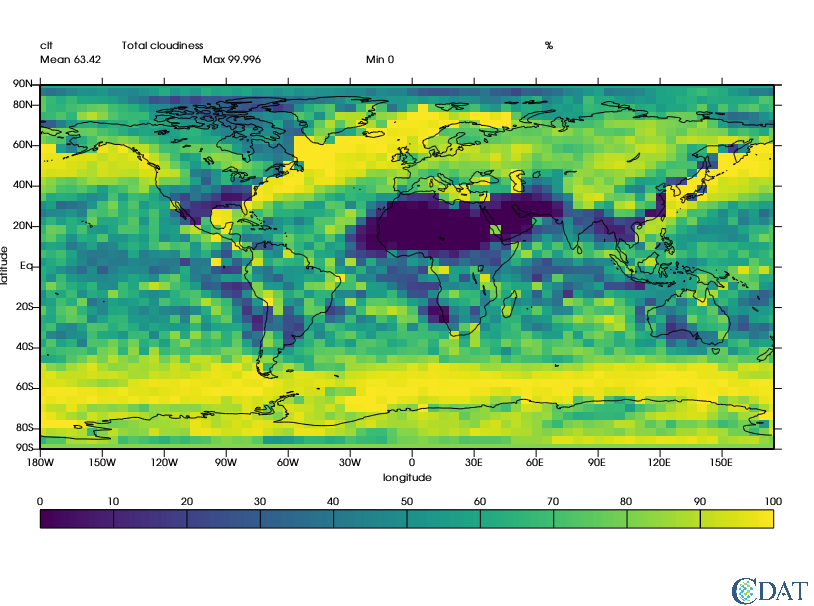 clt Total cloudiness %
Mean 63.42 Max 99.996 Min 0
90N
80N
60N
40N
20N
Eq
20S
40S
60S
80S
90S
latitude
180W 150W 120W 90W 60W 30W 0 30E 60E 90E 120E 150E
longitude
0 10 20 30 40 50 60 70 80 90 100
CDAT